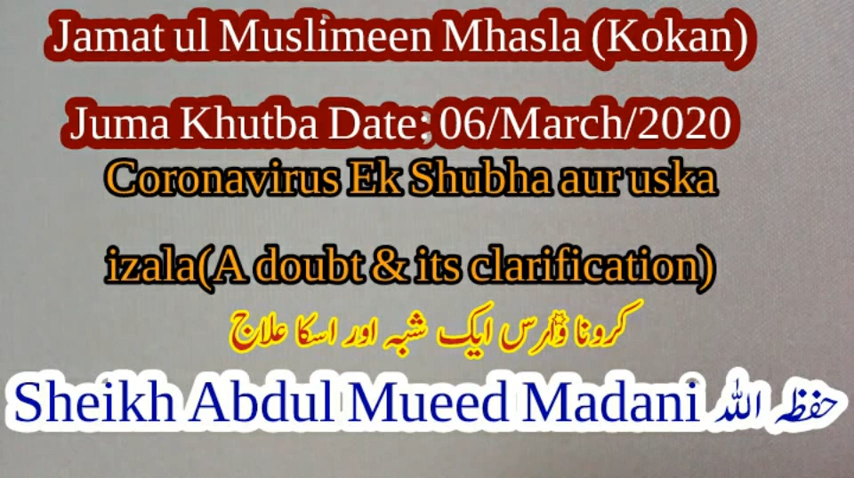 Jamat ul Muslimeen Mhasla (Kokan)
Juma Khutba Date: 06/March/2020
Coronavirus Ek Shubha aur uska
izala(A doubt & its clarification)
کرونا وائرس ایک شبہ اور اسکا علاج
Sheikh Abdul Mueed Madani حفظہ اللہ